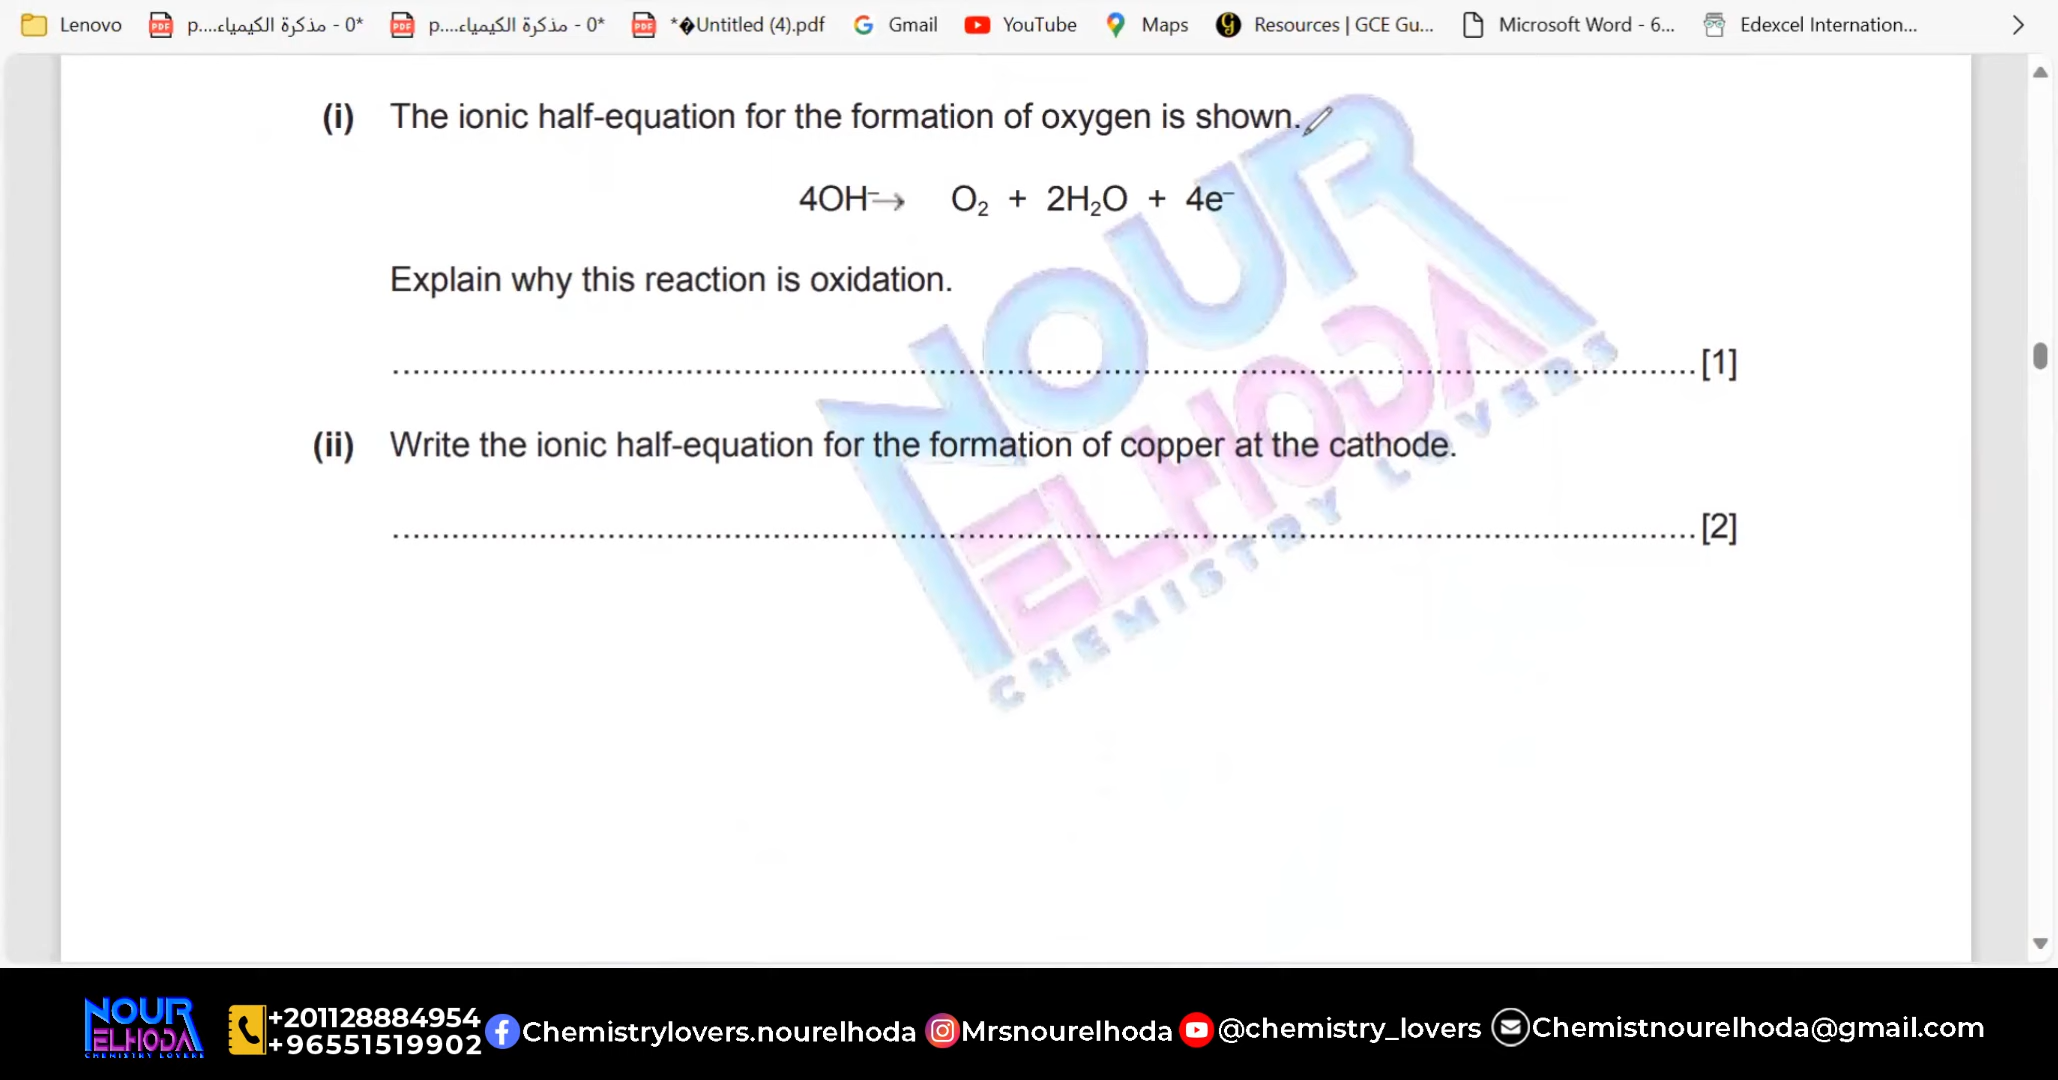 Lenovo p....مذكرة الكيمياء - 0* p....مذكرة الكيمياء - 0* *�Untitled (4).pdf Gmail YouTube Maps Resources | GCE Gu... Microsoft Word - 6... Edexcel Internation...
(i) The ionic half-equation for the formation of oxygen is shown.
4OH⁻→ O₂ + 2H₂O + 4e⁻
Explain why this reaction is oxidation.
[1]
(ii) Write the ionic half-equation for the formation of copper at the cathode.
[2]
NOUR
ELHODA
CHEMISTRY LOVERS
NOUR
ELHODA
CHEMISTRY LOVERS
+201128884954
+96551519902
Chemistrylovers.nourelhoda Mrsnourelhoda @chemistry_lovers Chemistnourelhoda@gmail.com